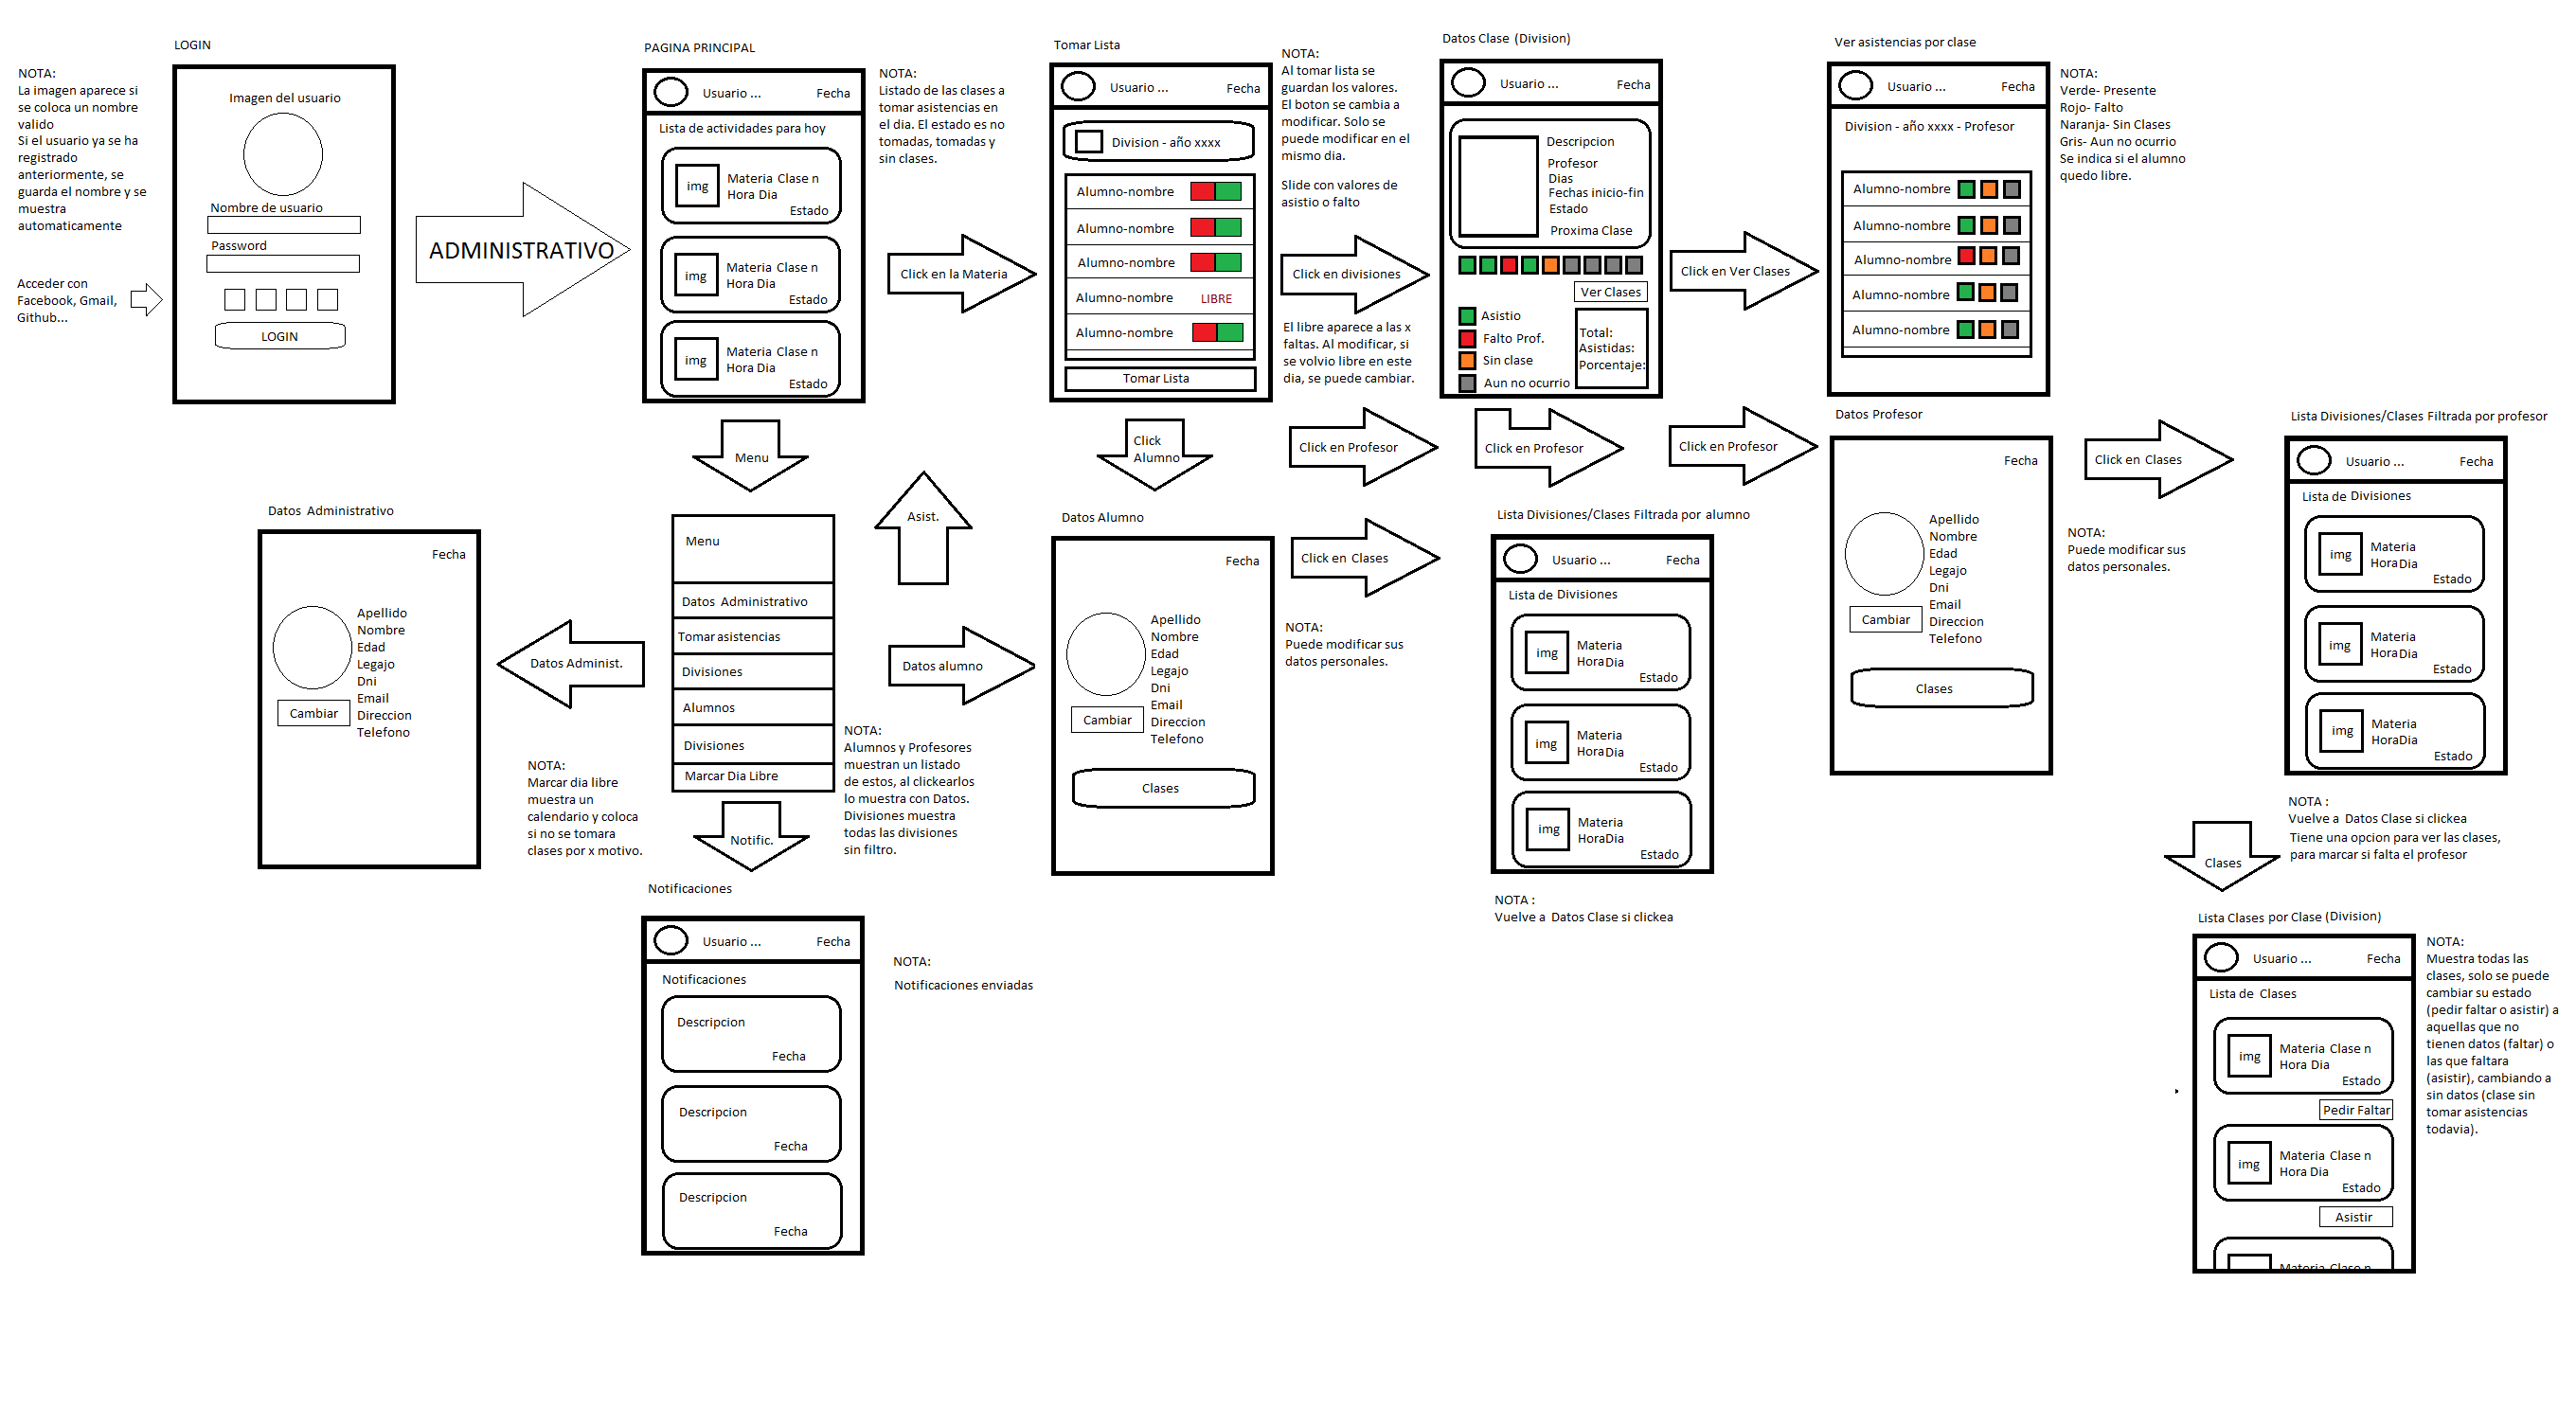 LOGIN
NOTA:
La imagen aparece si
se coloca un nombre
valido
Si el usuario ya se ha
registrado
anteriormente, se
guarda el nombre y se
muestra
automaticamente
Acceder con
Facebook, Gmail,
Github...
Imagen del usuario
Nombre de usuario
Password
LOGIN
ADMINISTRATIVO
PAGINA PRINCIPAL
Usuario ...
Fecha
Lista de actividades para hoy
img
Materia Clase n
Hora Dia
Estado
img
Materia Clase n
Hora Dia
Estado
img
Materia Clase n
Hora Dia
Estado
NOTA:
Listado de las clases a
tomar asistencias en
el dia. El estado es no
tomadas, tomadas y
sin clases.
Click en la Materia
Tomar Lista
Usuario ...
Fecha
Division - año xxxx
Alumno-nombre
Alumno-nombre
Alumno-nombre
Alumno-nombre
LIBRE
Alumno-nombre
Tomar Lista
NOTA:
Al tomar lista se
guardan los valores.
El boton se cambia a
modificar. Solo se
puede modificar en el
mismo dia.
Slide con valores de
asistio o falto
Click en divisiones
El libre aparece a las x
faltas. Al modificar, si
se volvio libre en este
dia, se puede cambiar.
Datos Clase (Division)
Usuario ...
Fecha
Descripcion
Profesor
Dias
Fechas inicio-fin
Estado
Proxima Clase
Ver Clases
Asistio
Falto Prof.
Sin clase
Aun no ocurrio
Total:
Asistidas:
Porcentaje:
Click en Ver Clases
Ver asistencias por clase
Usuario ...
Fecha
Division - año xxxx - Profesor
Alumno-nombre
Alumno-nombre
Alumno-nombre
Alumno-nombre
Alumno-nombre
NOTA:
Verde- Presente
Rojo- Falto
Naranja- Sin Clases
Gris- Aun no ocurrio
Se indica si el alumno
quedo libre.
Menu
Click
Alumno
Click en Profesor
Click en Profesor
Click en Profesor
Datos Profesor
Fecha
Apellido
Nombre
Edad
Legajo
Dni
Email
Direccion
Telefono
Cambiar
Clases
Click en Clases
NOTA:
Puede modificar sus
datos personales.
Lista Divisiones/Clases Filtrada por profesor
Usuario ...
Fecha
Lista de Divisiones
img
Materia
HoraDia
Estado
img
Materia
HoraDia
Estado
img
Materia
HoraDia
Estado
NOTA :
Vuelve a Datos Clase si clickea
Tiene una opcion para ver las clases,
para marcar si falta el profesor
Clases
Datos Administrativo
Fecha
Apellido
Nombre
Edad
Legajo
Dni
Email
Direccion
Telefono
Cambiar
Datos Administ.
NOTA:
Marcar dia libre
muestra un
calendario y coloca
si no se tomara
clases por x motivo.
Menu
Datos Administrativo
Tomar asistencias
Divisiones
Alumnos
Divisiones
Marcar Dia Libre
Asist.
Datos alumno
NOTA:
Alumnos y Profesores
muestran un listado
de estos, al clickearlos
lo muestra con Datos.
Divisiones muestra
todas las divisiones
sin filtro.
Notific.
Datos Alumno
Fecha
Apellido
Nombre
Edad
Legajo
Dni
Email
Direccion
Telefono
Cambiar
Clases
Click en Clases
NOTA:
Puede modificar sus
datos personales.
Lista Divisiones/Clases Filtrada por alumno
Usuario ...
Fecha
Lista de Divisiones
img
Materia
HoraDia
Estado
img
Materia
HoraDia
Estado
img
Materia
HoraDia
Estado
NOTA :
Vuelve a Datos Clase si clickea
Notificaciones
Usuario ...
Fecha
Notificaciones
Descripcion
Fecha
Descripcion
Fecha
Descripcion
Fecha
NOTA:
Notificaciones enviadas
Lista Clases por Clase (Division)
Usuario ...
Fecha
Lista de Clases
img
Materia Clase n
Hora Dia
Estado
Pedir Faltar
img
Materia Clase n
Hora Dia
Estado
Asistir
Materia Clase n
NOTA:
Muestra todas las
clases, solo se puede
cambiar su estado
(pedir faltar o asistir) a
aquellas que no
tienen datos (faltar) o
las que faltara
(asistir), cambiando a
sin datos (clase sin
tomar asistencias
todavia).